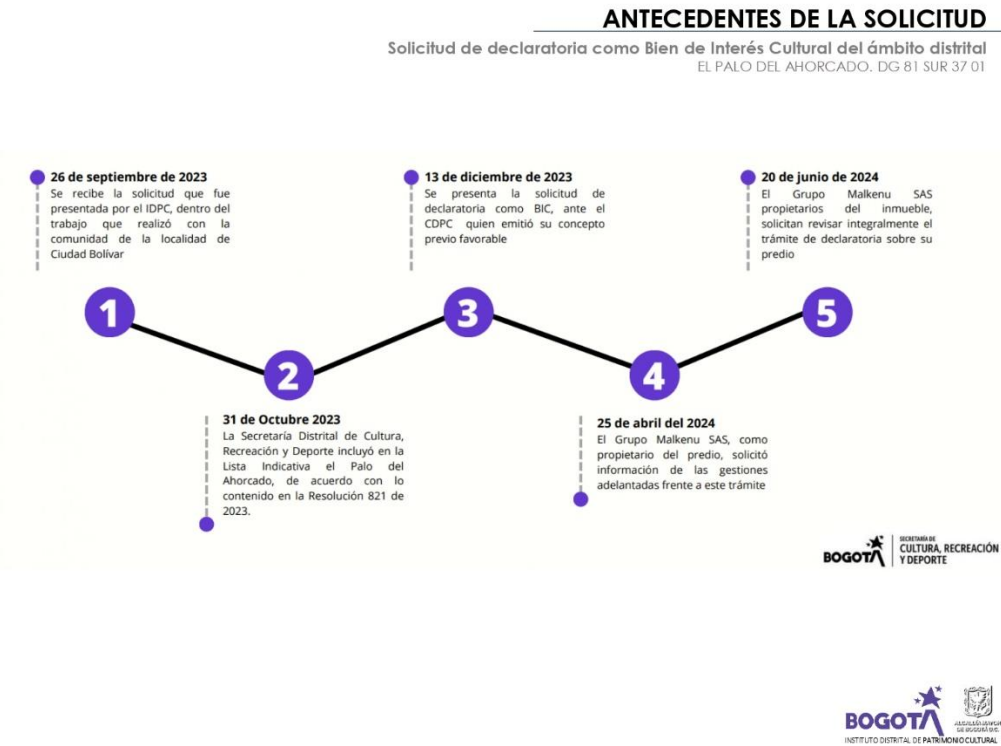 ANTECEDENTES DE LA SOLICITUD
Solicitud de declaratoria como Bien de Interés Cultural del ámbito distrital
EL PALO DEL AHORCADO. DG 81 SUR 37 01
26 de septiembre de 2023
Se recibe la solicitud que fue
presentada por el IDPC, dentro del
trabajo que realizó con la
comunidad de la localidad de
Ciudad Bolívar
13 de diciembre de 2023
Se presenta la solicitud de
declaratoria como BIC, ante el
CDPC quien emitió su concepto
previo favorable
20 de junio de 2024
El Grupo Malkenu SAS
propietarios del inmueble,
solicitan revisar integralmente el
trámite de declaratoria sobre su
predio
1
2
3
4
5
31 de Octubre 2023
La Secretaría Distrital de Cultura,
Recreación y Deporte incluyó en la
Lista Indicativa el Palo del
Ahorcado, de acuerdo con lo
contenido en la Resolución 821 de
2023.
25 de abril del 2024
El Grupo Malkenu SAS, como
propietario del predio, solicitó
información de las gestiones
adelantadas frente a este trámite
BOGOTÁ
SECRETARÍA DE
CULTURA, RECREACIÓN
Y DEPORTE
BOGOTÁ
ALCALDÍA MAYOR
DE BOGOTÁ D.C.
INSTITUTO DISTRITAL DE PATRIMONIO CULTURAL